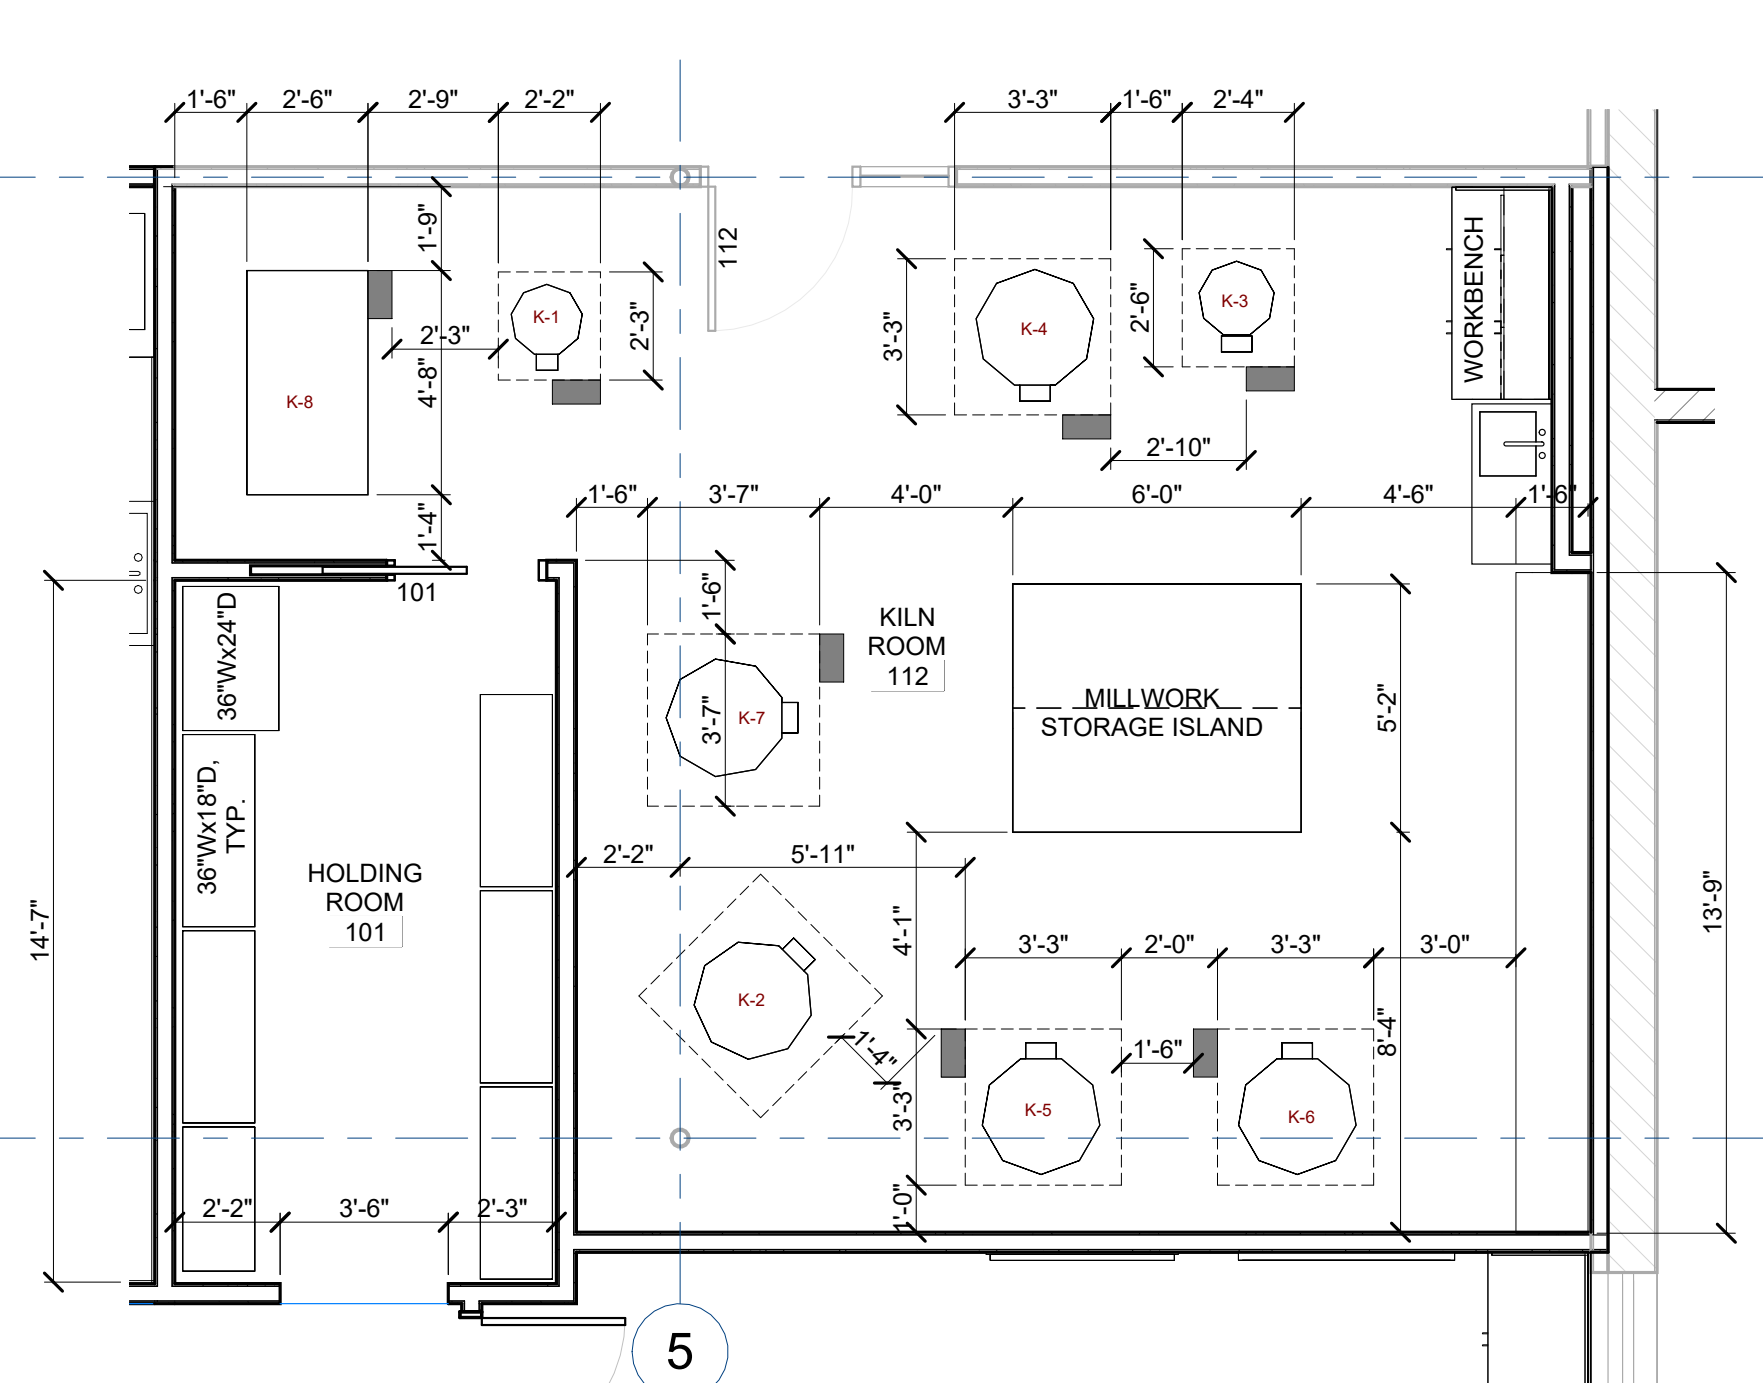 1'-6" 2'-6" 2'-9" 2'-2" 3'-3" 1'-6" 2'-4"
1'-9"
112
WORKBENCH
K-1
2'-3"
2'-3"
4'-8"
K-8
3'-3"
K-4
2'-6"
K-3
2'-10"
1'-4"
1'-6" 3'-7" 4'-0" 6'-0" 4'-6" 1'-6"
101
36"Wx24"D
1'-6"
KILN
ROOM
112
3'-7"
K-7
MILLWORK
STORAGE ISLAND
5'-2"
36"Wx18"D,
TYP.
HOLDING
ROOM
101
14'-7"
2'-2" 5'-11"
13'-9"
4'-1"
3'-3" 2'-0" 3'-3" 3'-0"
K-2
1'-4"
1'-6"
8'-4"
3'-3"
K-5
K-6
1'-0"
2'-2" 3'-6" 2'-3"
5